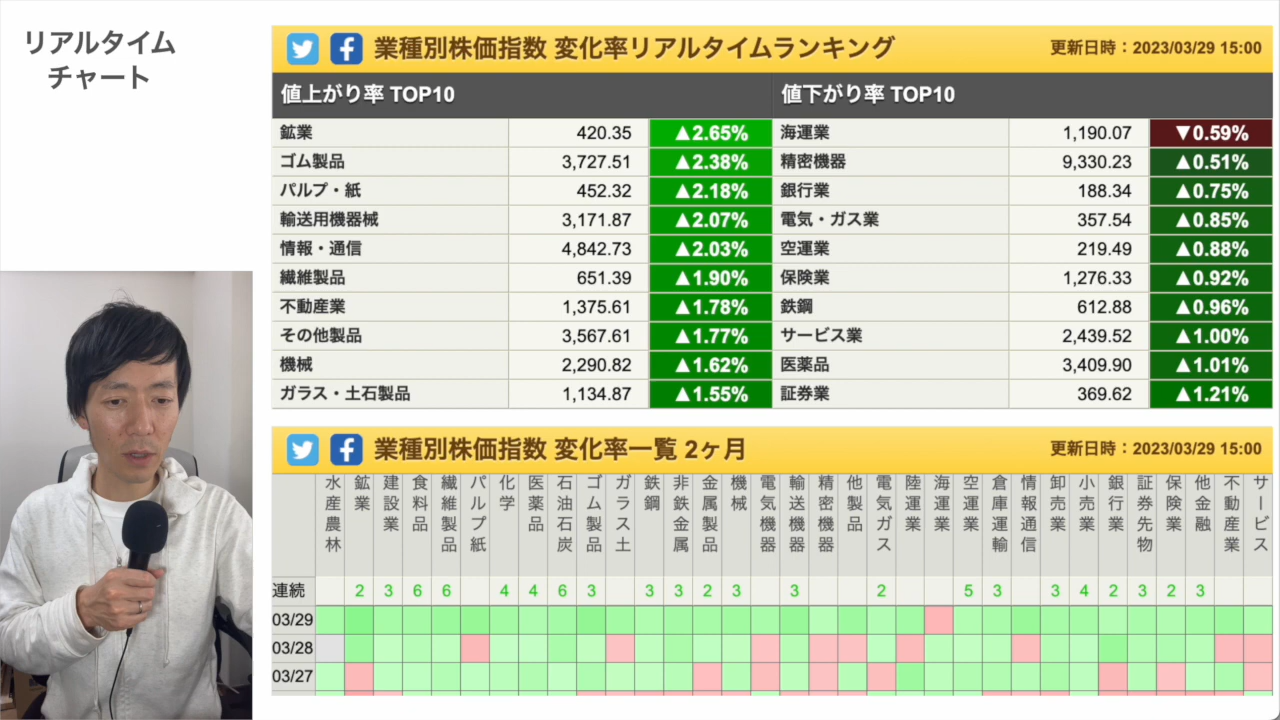 リアルタイム
チャート
業種別株価指数 変化率リアルタイムランキング 更新日時：2023/03/29 15:00
値上がり率 TOP10 値下がり率 TOP10
鉱業 420.35 ▲2.65% 海運業 1,190.07 ▼0.59%
ゴム製品 3,727.51 ▲2.38% 精密機器 9,330.23 ▲0.51%
パルプ・紙 452.32 ▲2.18% 銀行業 188.34 ▲0.75%
輸送用機器械 3,171.87 ▲2.07% 電気・ガス業 357.54 ▲0.85%
情報・通信 4,842.73 ▲2.03% 空運業 219.49 ▲0.88%
繊維製品 651.39 ▲1.90% 保険業 1,276.33 ▲0.92%
不動産業 1,375.61 ▲1.78% 鉄鋼 612.88 ▲0.96%
その他製品 3,567.61 ▲1.77% サービス業 2,439.52 ▲1.00%
機械 2,290.82 ▲1.62% 医薬品 3,409.90 ▲1.01%
ガラス・土石製品 1,134.87 ▲1.55% 証券業 369.62 ▲1.21%
業種別株価指数 変化率一覧 2ヶ月 更新日時：2023/03/29 15:00
水産農林 鉱業 建設業 食料品 繊維製品 パルプ紙 化学 医薬品 石油石炭 ゴム製品 ガラス土 鉄鋼 非鉄金属 金属製品 機械 電気機器 輸送機器 精密機器 他製品 電気ガス 陸運業 海運業 空運業 倉庫運輸 情報通信 卸売業 小売業 銀行業 証券先物 保険業 他金融 不動産業 サービス
連続 2 3 6 6 4 4 6 3 3 3 2 3 3 2 5 3 3 4 2 3 2 3
03/29
03/28
03/27